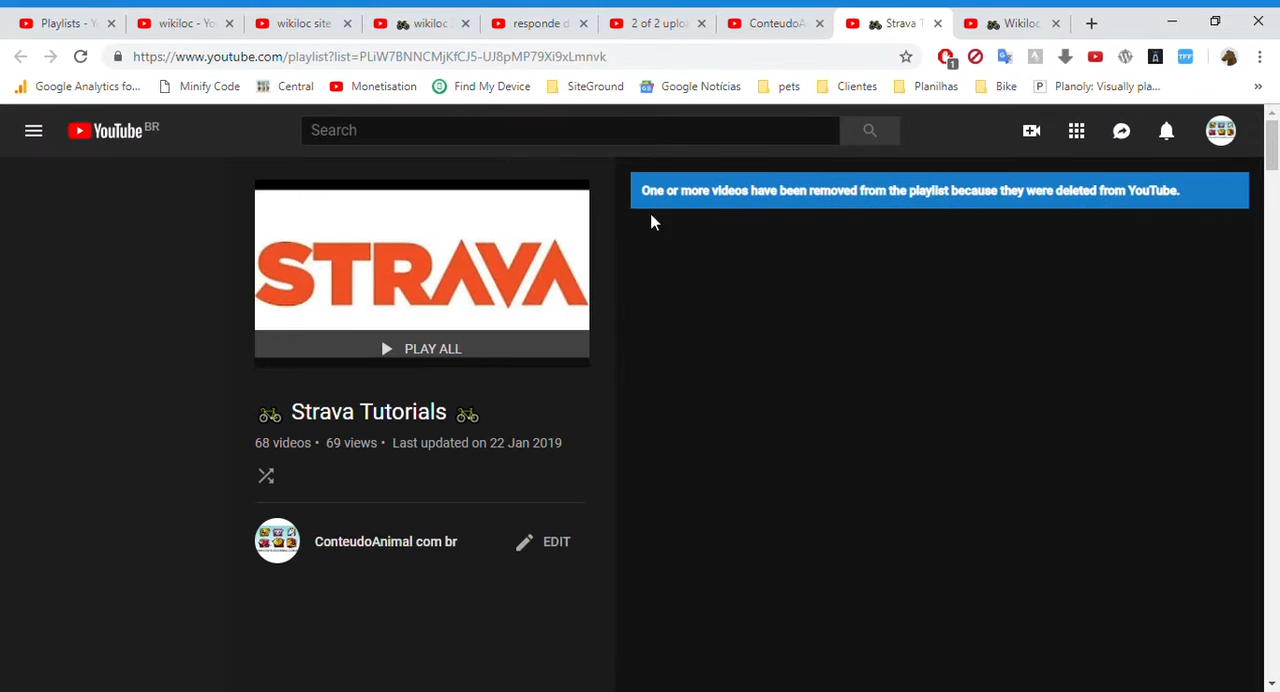 Playlists - Y
wikiloc - Yo
wikiloc site
wikiloc
responde d
2 of 2 uploa
ConteudoA
Strava T
Wikiloc
https://www.youtube.com/playlist?list=PLiW7BNNCMjKfCJ5-UJ8pMP79Xi9xLmnvk
1
TFF
Google Analytics fo...
Minify Code
Central
Monetisation
Find My Device
SiteGround
Google Notícias
pets
Clientes
Planilhas
Bike
P
Planoly: Visually pla...
»
YouTube BR
Search
One or more videos have been removed from the playlist because they were deleted from YouTube.
STRAVA
PLAY ALL
Strava Tutorials
68 videos • 69 views • Last updated on 22 Jan 2019
ConteudoAnimal com br
EDIT